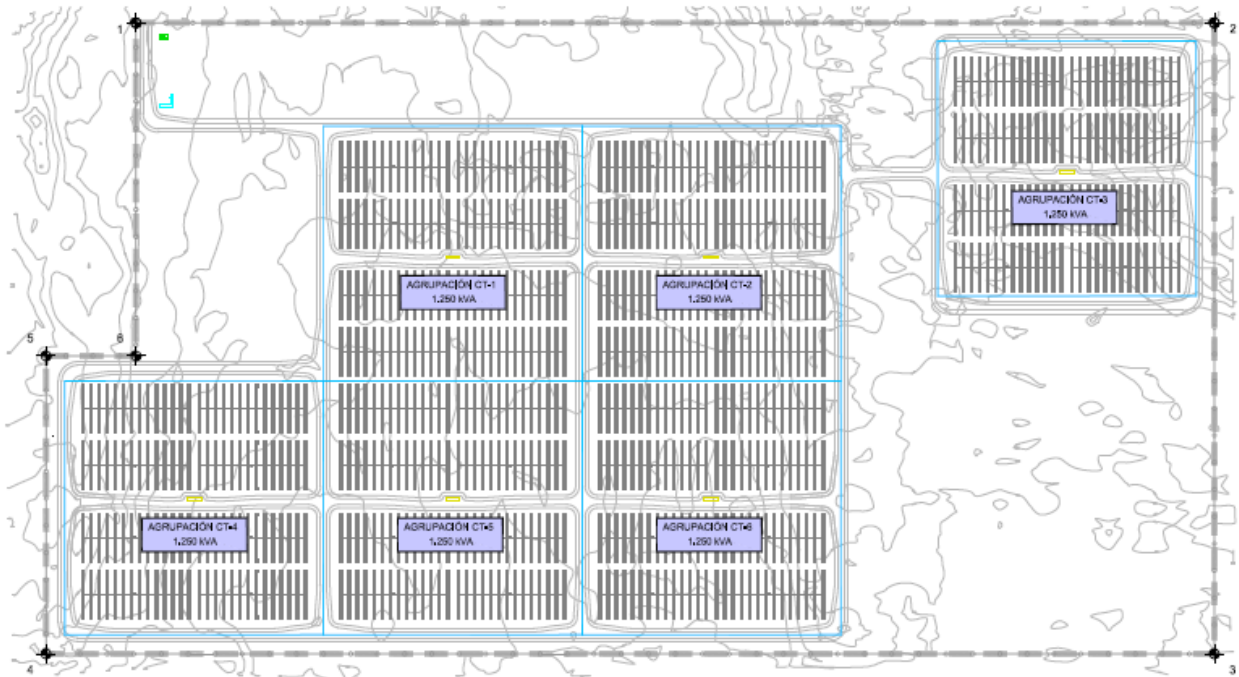 1
2
AGRUPACIÓN CT-3
1.250 kVA
AGRUPACIÓN CT-1
1.250 kVA
AGRUPACIÓN CT-2
1.250 kVA
5
6
AGRUPACIÓN CT-4
1.250 kVA
AGRUPACIÓN CT-5
1.250 kVA
AGRUPACIÓN CT-6
1.250 kVA
4
3